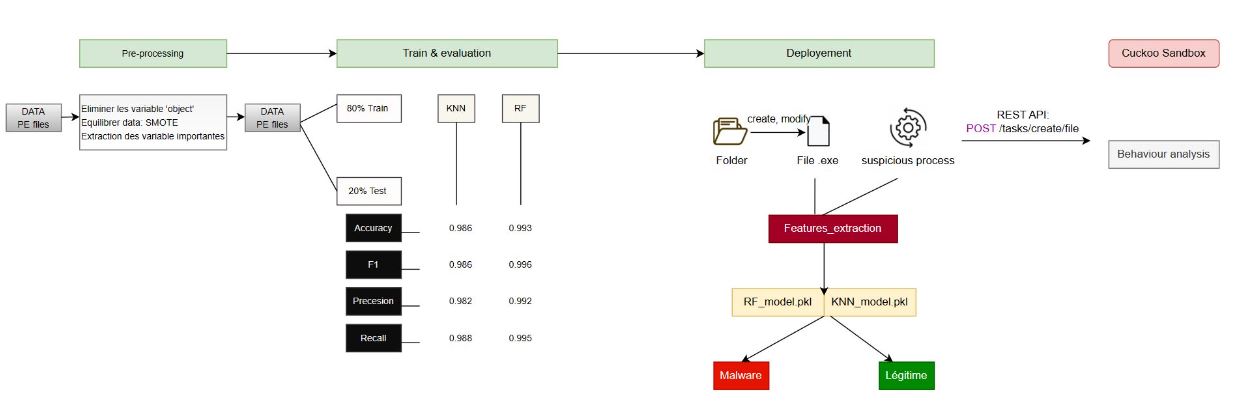 Pre-processing
Train & evaluation
Deployement
Cuckoo Sandbox
DATA
PE files
Eliminer les variable 'object'
Equilibrer data: SMOTE
Extraction des variable importantes
DATA
PE files
80% Train
KNN
RF
20% Test
Accuracy 0.986 0.993
F1 0.986 0.996
Precesion 0.982 0.992
Recall 0.988 0.995
create, modify
Folder
File .exe
suspicious process
REST API:
POST /tasks/create/file
Behaviour analysis
Features_extraction
RF_model.pkl
KNN_model.pkl
Malware
Légitime